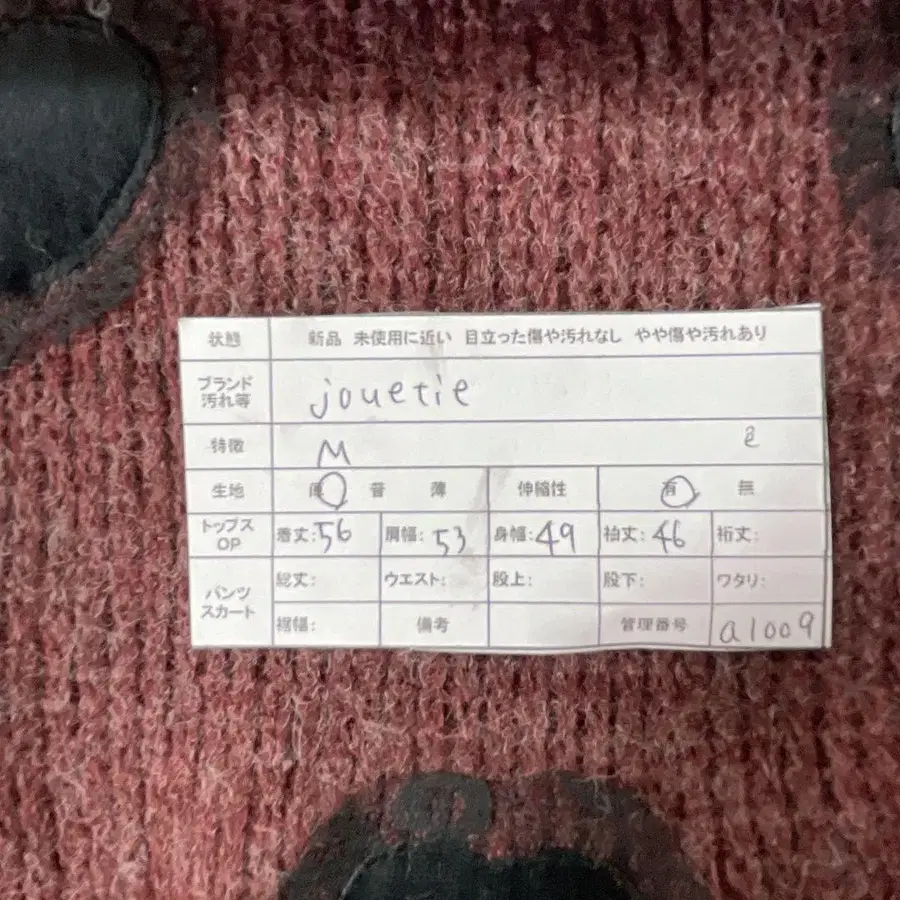 状態 新品 未使用に近い 目立った傷や汚れなし やや傷や汚れあり
ブランド
汚れ等 jouetie
特徴 M e
生地 厚 普 薄 伸縮性 有 無
トップス
OP 着丈:56 肩幅:53 身幅:49 袖丈:46 裄丈:
パンツ
スカート 総丈: ウエスト: 股上: 股下: ワタリ:
裾幅: 備考 管理番号 a1009